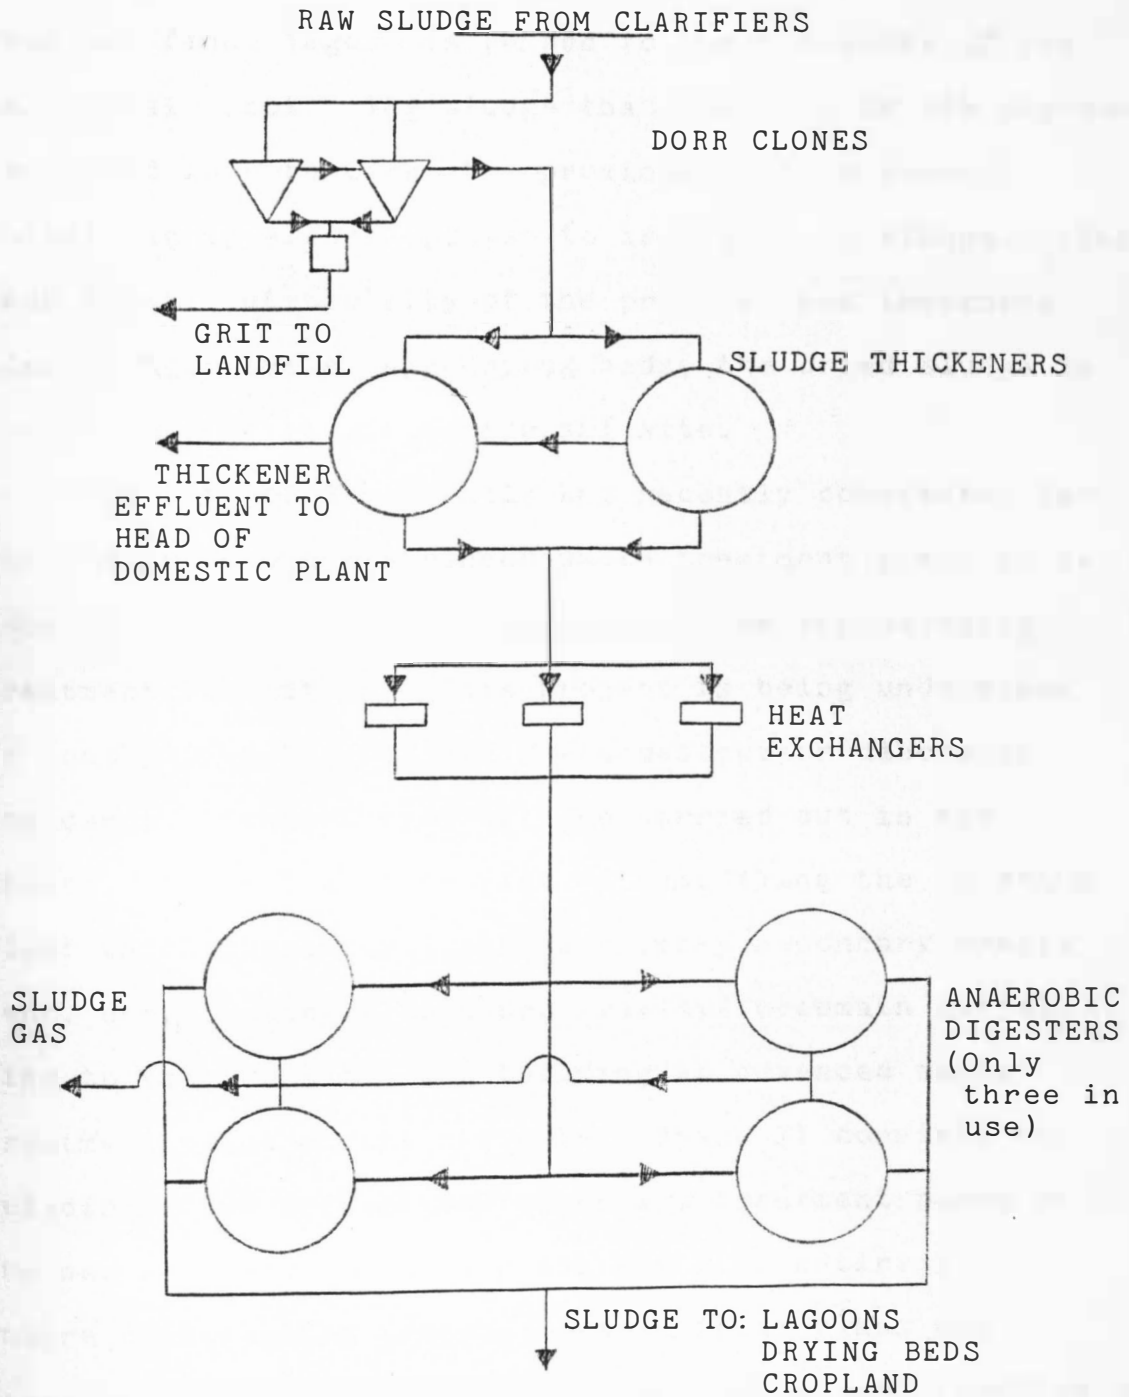 RAW SLUDGE FROM CLARIFIERS
DORR CLONES
GRIT TO
LANDFILL
SLUDGE THICKENERS
THICKENER
EFFLUENT TO
HEAD OF
DOMESTIC PLANT
HEAT
EXCHANGERS
SLUDGE
GAS
ANAEROBIC
DIGESTERS
(Only
three in
use)
SLUDGE TO: LAGOONS
DRYING BEDS
CROPLAND